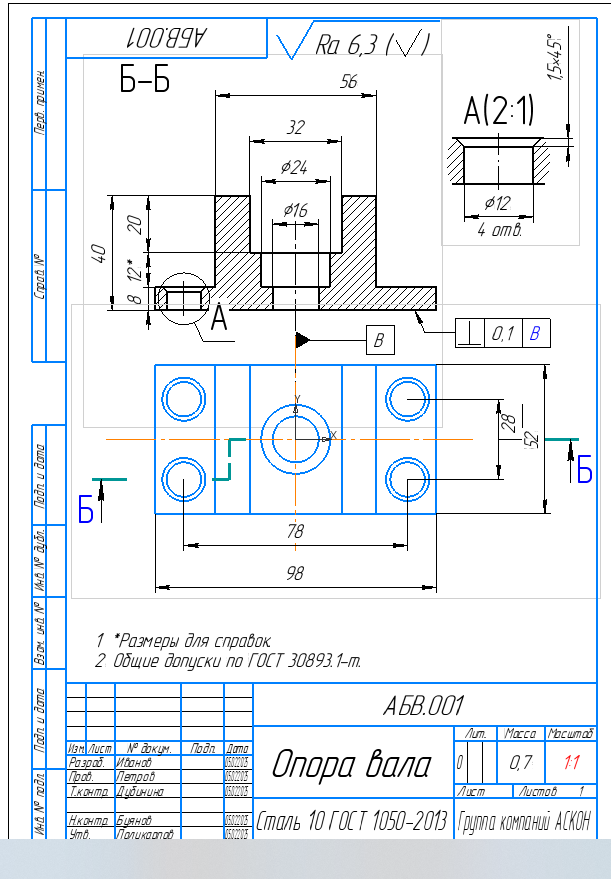 АБВ.001
Ra 6,3 (√)
Б-Б
А(2:1)
56
32
⌀24
⌀16
40
20
12*
8
А
1,5×45°
⌀12
4 отв.
В
⊥ 0,1 В
Y
X
28
52
Б
Б
78
98
1 *Размеры для справок.
2 Общие допуски по ГОСТ 30893.1-m.
Перв. примен.
Справ. №
Подп. и дата
Инв. № дубл.
Взам. инв. №
Подп. и дата
Инв. № подл.
АБВ.001
Изм. Лист № докум. Подп. Дата
Разраб. Иванов
Пров. Петров
Т.контр. Дубинина
Н.контр. Буянов
Утв. Поликарпов
Опора вала
Лит. Масса Масштаб
0 0,7 1:1
Лист Листов 1
Сталь 10 ГОСТ 1050-2013
Группа компаний АСКОН